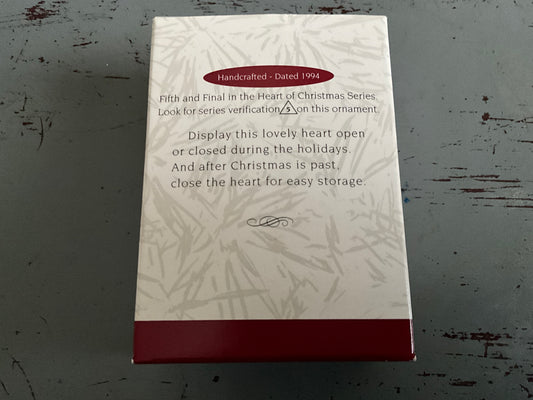 Handcrafted - Dated 1994
Fifth and Final in the Heart of Christmas Series.
Look for series verification 5 on this ornament.
Display this lovely heart open
or closed during the holidays.
And after Christmas is past,
close the heart for easy storage.